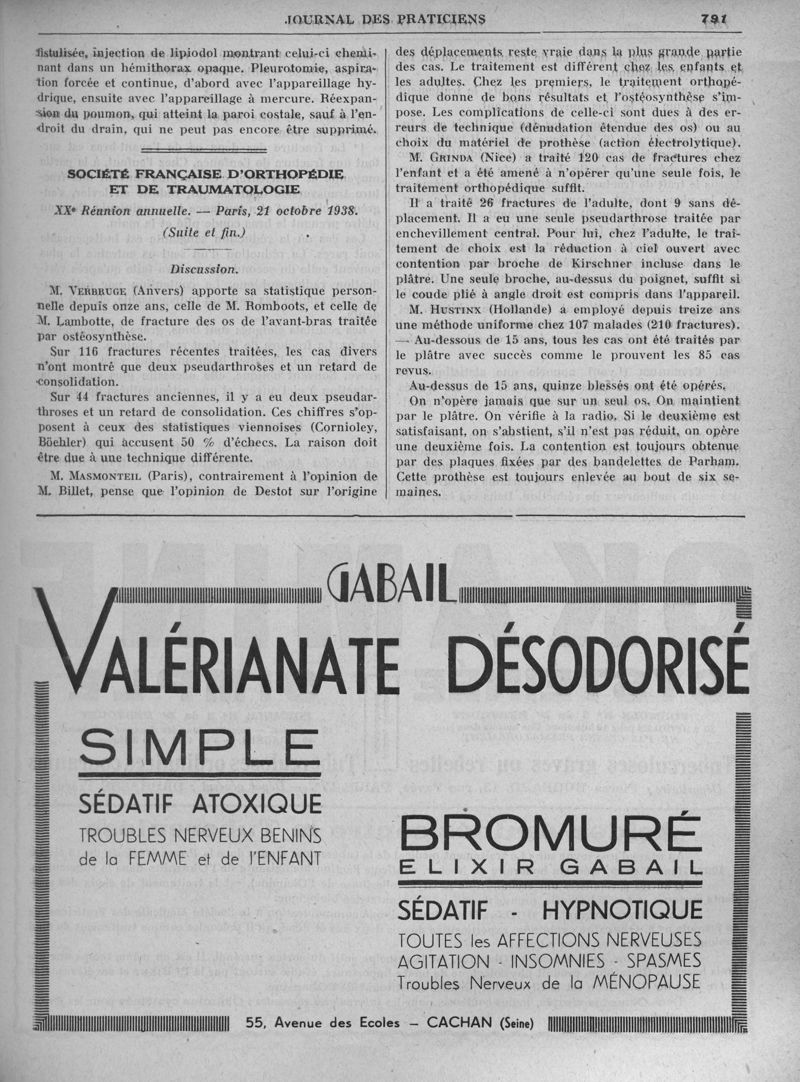 JOURNAL DES PRATICIENS 791
fistulisée, injection de lipiodol montrant celui-ci chemi-
nant dans un hémithorax opaque. Pleurotomie, aspira-
tion forcée et continue, d'abord avec l'appareillage hy-
drique, ensuite avec l'appareillage à mercure. Réexpan-
sion du poumon, qui atteint la paroi costale, sauf à l'en-
droit du drain, qui ne peut pas encore être supprimé.
SOCIÉTÉ FRANÇAISE D'ORTHOPÉDIE
ET DE TRAUMATOLOGIE
XXe Réunion annuelle. — Paris, 21 octobre 1938.
(Suite et fin.)
Discussion.
M. VERBRUGE (Anvers) apporte sa statistique person-
nelle depuis onze ans, celle de M. Romboots, et celle de
M. Lambotte, de fracture des os de l'avant-bras traitée
par ostéosynthèse.
Sur 116 fractures récentes traitées, les cas divers
n'ont montré que deux pseudarthroses et un retard de
consolidation.
Sur 44 fractures anciennes, il y a eu deux pseudar-
throses et un retard de consolidation. Ces chiffres s'op-
posent à ceux des statistiques viennoises (Cornioley,
Böehler) qui accusent 50 % d'échecs. La raison doit
être due à une technique différente.
M. MASMONTEIL (Paris), contrairement à l'opinion de
M. Billet, pense que l'opinion de Destot sur l'origine
des déplacements reste vraie dans la plus grande partie
des cas. Le traitement est différent chez les enfants et
les adultes. Chez les premiers, le traitement orthopé-
dique donne de bons résultats et l'ostéosynthèse s'im-
pose. Les complications de celle-ci sont dues à des er-
reurs de technique (dénudation étendue des os) ou au
choix du matériel de prothèse (action électrolytique).
M. GRINDA (Nice) a traité 120 cas de fractures chez
l'enfant et a été amené à n'opérer qu'une seule fois, le
traitement orthopédique suffit.
Il a traité 26 fractures de l'adulte, dont 9 sans dé-
placement. Il a eu une seule pseudarthrose traitée par
enchevillement central. Pour lui, chez l'adulte, le trai-
tement de choix est la réduction à ciel ouvert avec
contention par broche de Kirschner incluse dans le
plâtre. Une seule broche, au-dessus du poignet, suffit si
le coude plié à angle droit est compris dans l'appareil.
M. HUSTINX (Hollande) a employé depuis treize ans
une méthode uniforme chez 107 malades (210 fractures).
— Au-dessous de 15 ans, tous les cas ont été traités par
le plâtre avec succès comme le prouvent les 85 cas
revus.
Au-dessus de 15 ans, quinze blessés ont été opérés.
On n'opère jamais que sur un seul os. On maintient
par le plâtre. On vérifie à la radio. Si le deuxième est
satisfaisant, on s'abstient, s'il n'est pas réduit, on opère
une deuxième fois. La contention est toujours obtenue
par des plaques fixées par des bandelettes de Parham.
Cette prothèse est toujours enlevée au bout de six se-
maines.
GABAIL
VALÉRIANATE DÉSODORISÉ
SIMPLE
SÉDATIF ATOXIQUE
TROUBLES NERVEUX BENINS
de la FEMME et de l'ENFANT
BROMURÉ
ELIXIR GABAIL
SÉDATIF - HYPNOTIQUE
TOUTES les AFFECTIONS NERVEUSES
AGITATION - INSOMNIES - SPASMES
Troubles Nerveux de la MÉNOPAUSE
55, Avenue des Ecoles — CACHAN (Seine)